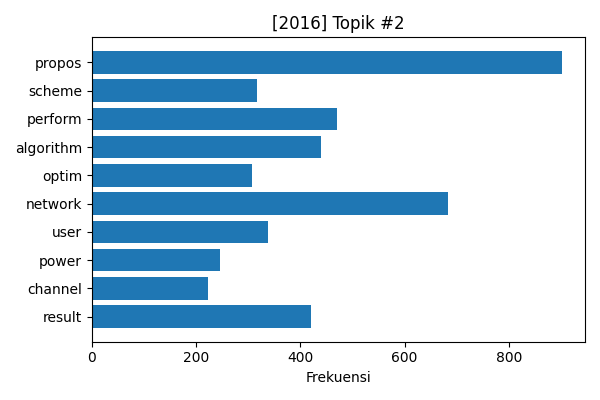 [2016] Topik #2
propos
scheme
perform
algorithm
optim
network
user
power
channel
result
0 200 400 600 800
Frekuensi